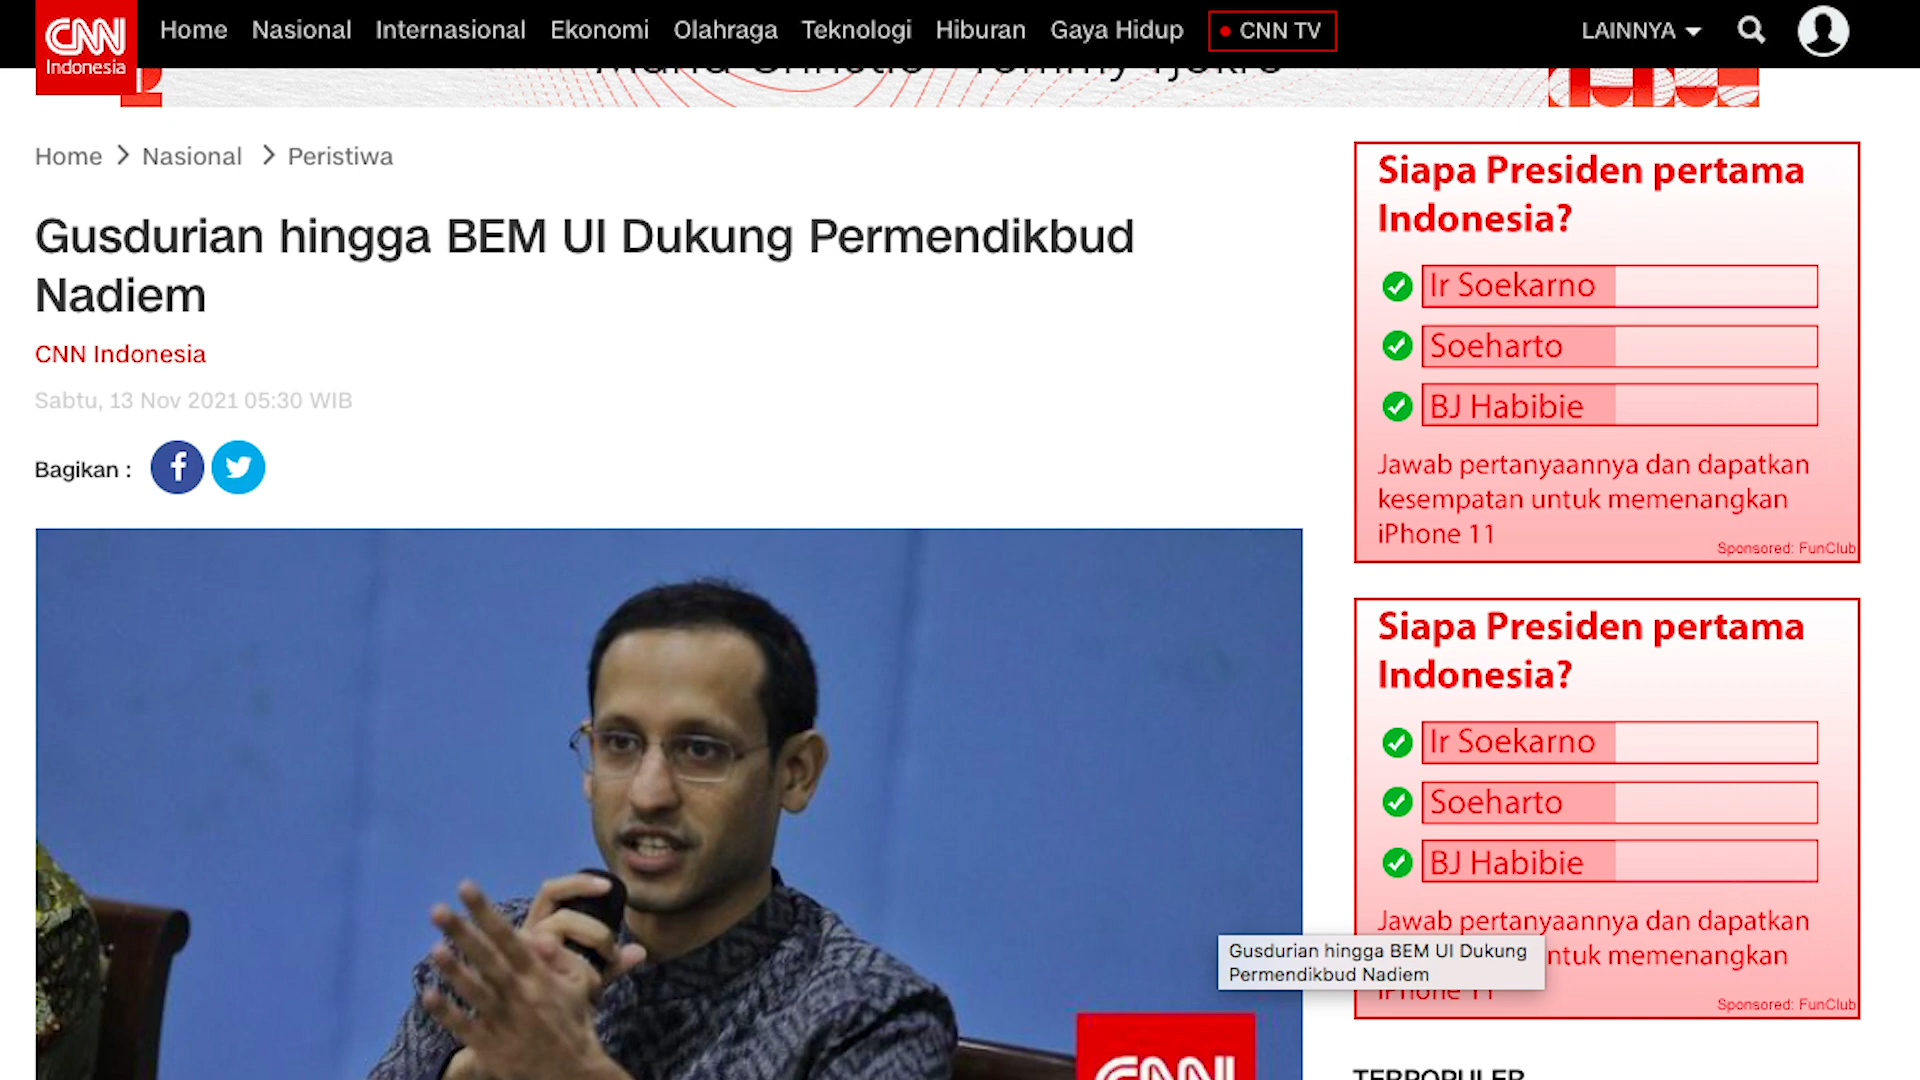 CNN
Indonesia
Home Nasional Internasional Ekonomi Olahraga Teknologi Hiburan Gaya Hidup CNN TV LAINNYA
Home Nasional Peristiwa
Gusdurian hingga BEM UI Dukung Permendikbud
Nadiem
CNN Indonesia
Sabtu, 13 Nov 2021 05:30 WIB
Bagikan :
Siapa Presiden pertama
Indonesia?
Ir Soekarno
Soeharto
BJ Habibie
Jawab pertanyaannya dan dapatkan
kesempatan untuk memenangkan
iPhone 11
Sponsored: FunClub
Siapa Presiden pertama
Indonesia?
Ir Soekarno
Soeharto
BJ Habibie
Jawab pertanyaannya dan dapatkan
ntuk memenangkan
iPhone 11
Sponsored: FunClub
Gusdurian hingga BEM UI Dukung
Permendikbud Nadiem
CNN
TERPOPULER